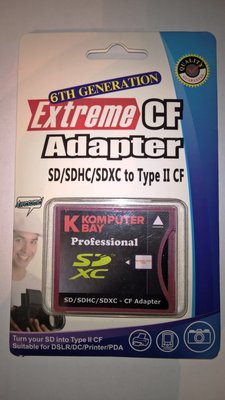 6TH GENERATION
QUALITY
Extreme CF
Adapter
SD/SDHC/SDXC to Type II CF
K KOMPUTER
BAY
Professional
SD
XC
SD/SDHC/SDXC - CF Adapter
Turn your SD into Type II CF
Suitable for DSLR/DC/Printer/PDA